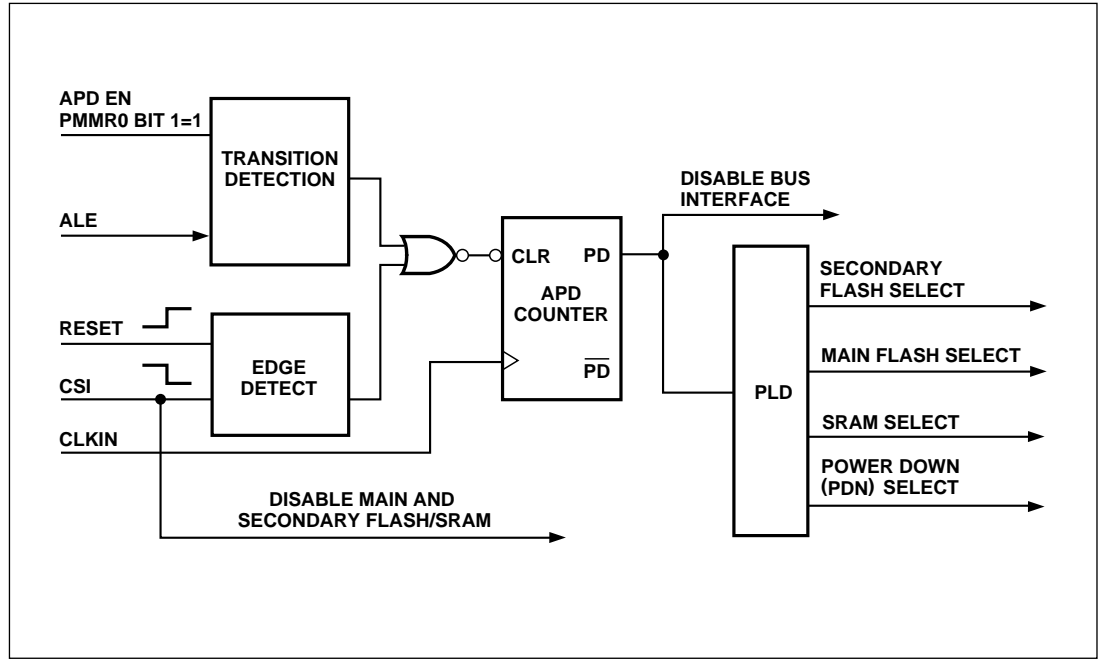 APD EN
PMMR0 BIT 1=1
TRANSITION
DETECTION
ALE
RESET
CSI
CLKIN
EDGE
DETECT
DISABLE MAIN AND
SECONDARY FLASH/SRAM
CLR
PD
APD
COUNTER
PD
DISABLE BUS
INTERFACE
PLD
SECONDARY
FLASH SELECT
MAIN FLASH SELECT
SRAM SELECT
POWER DOWN
(PDN) SELECT